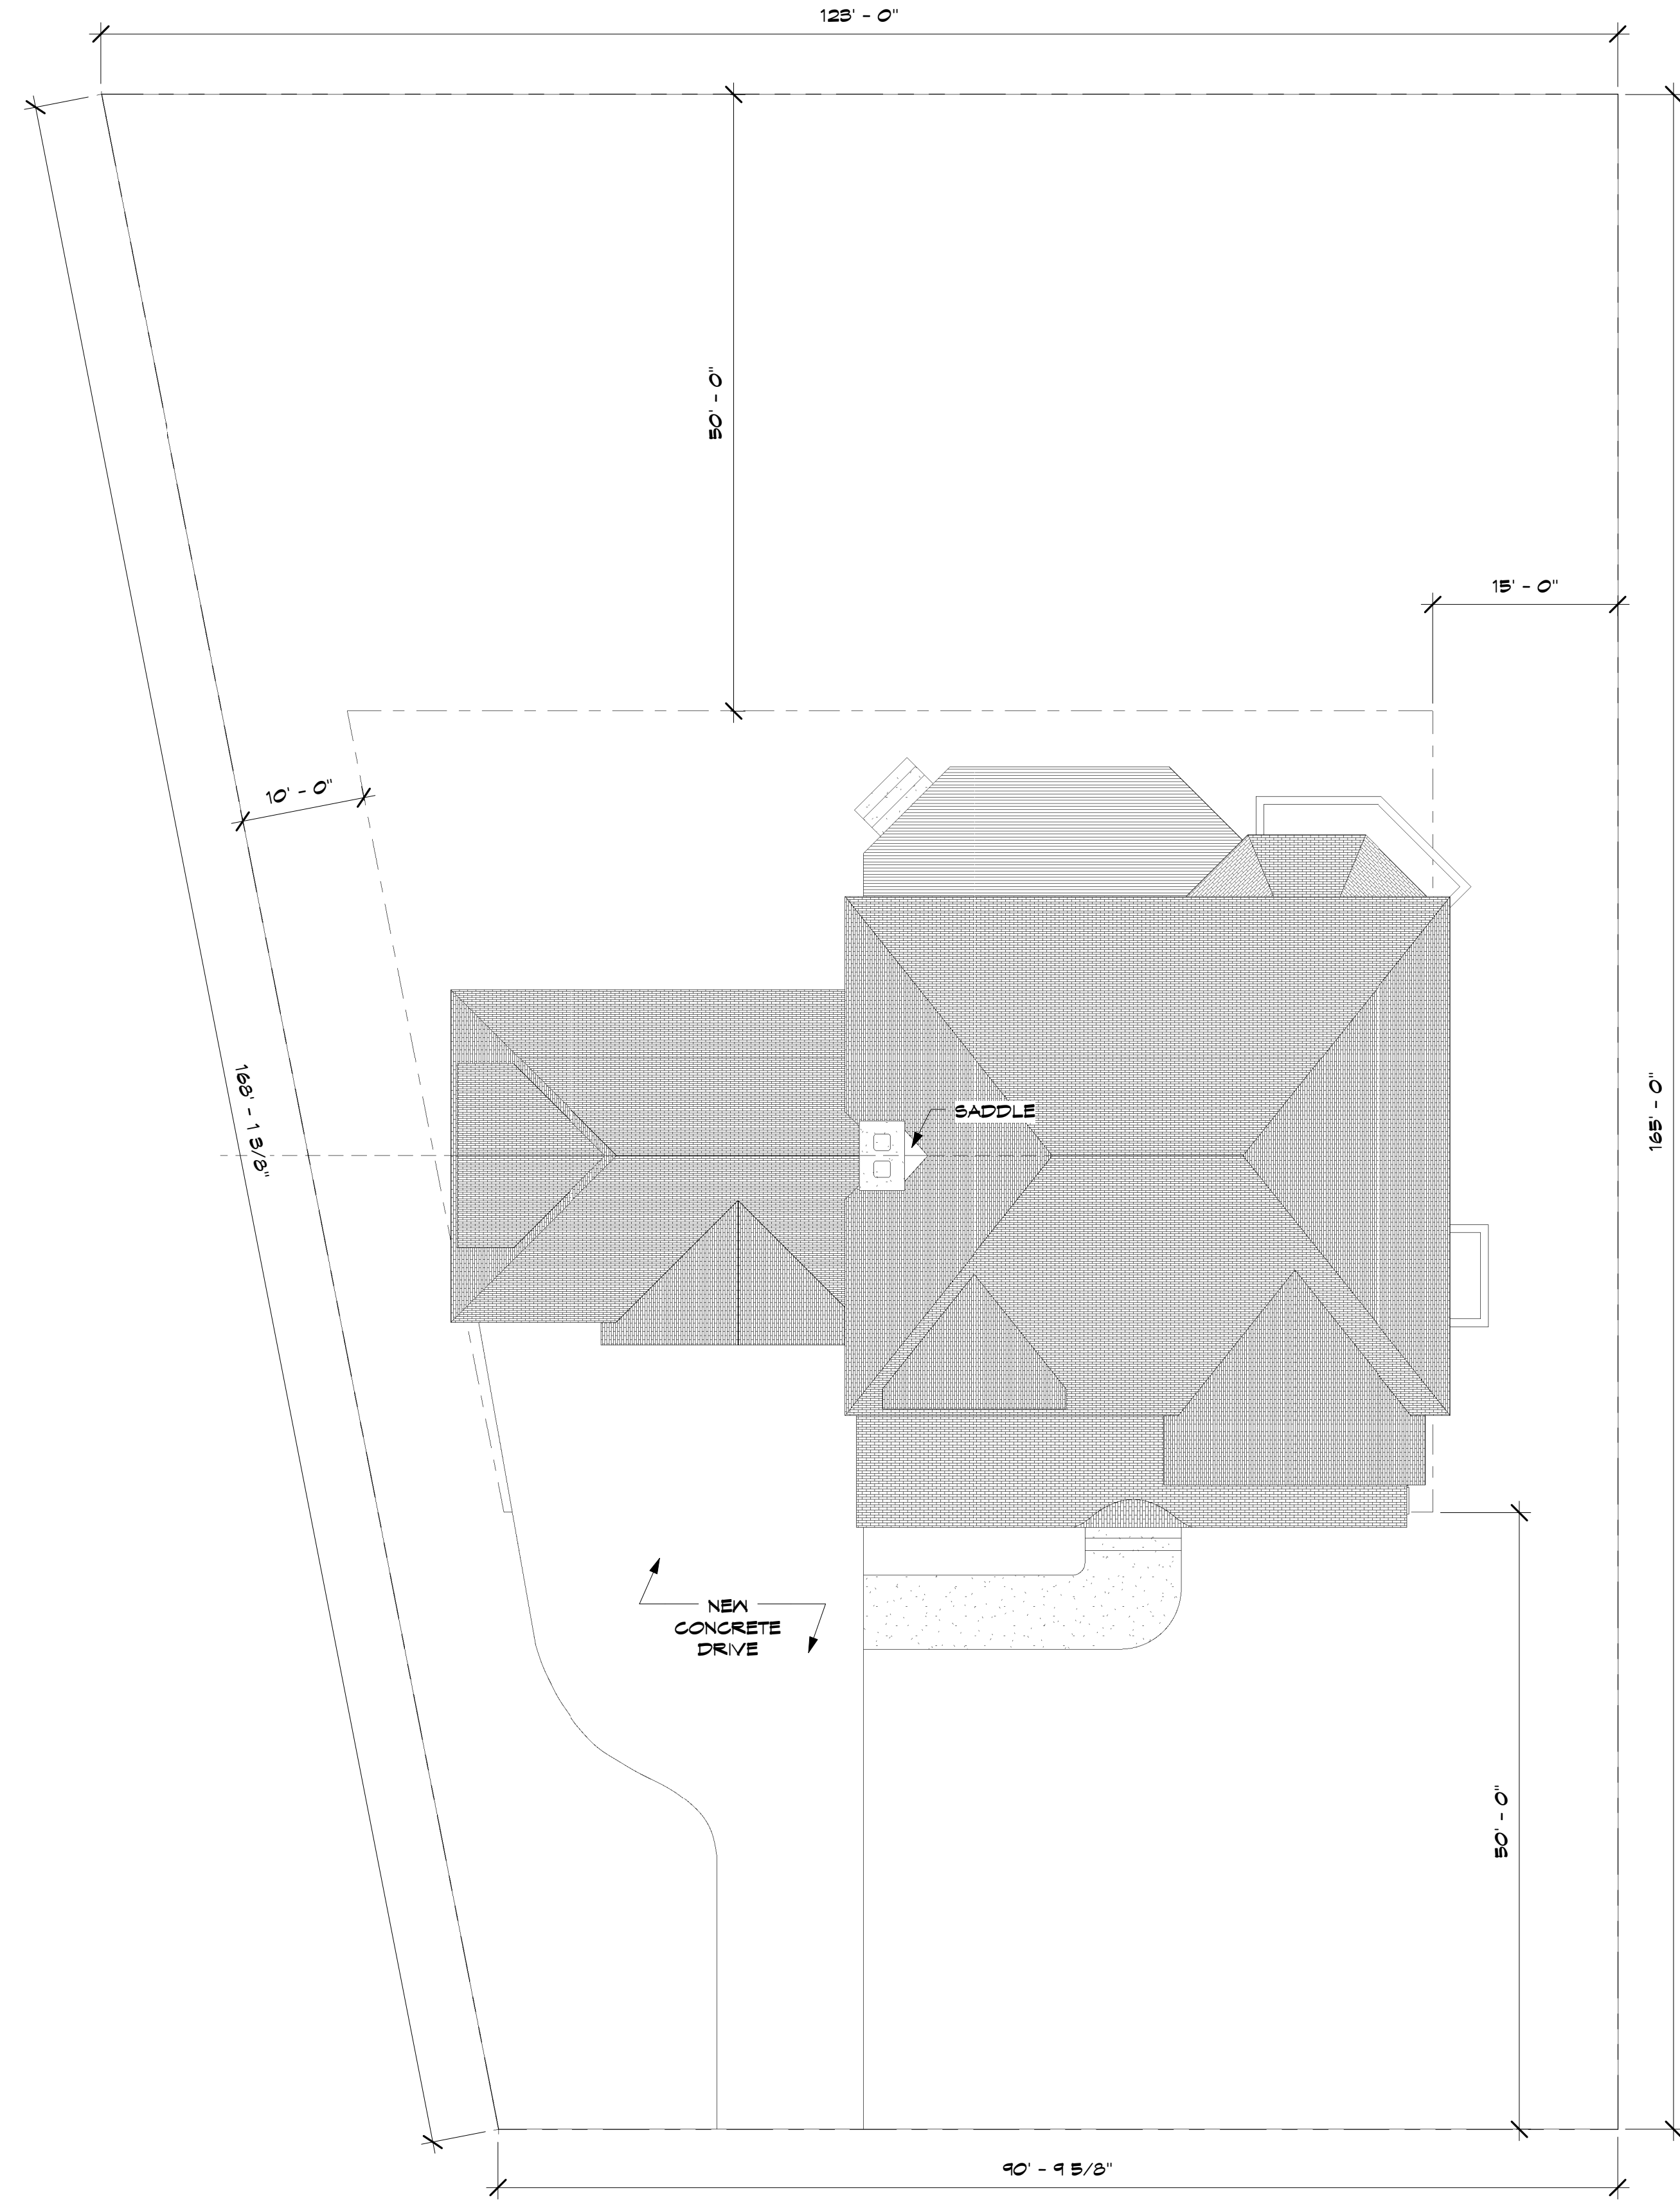 123' - 0"
50' - 0"
15' - 0"
10' - 0"
168' - 1 3/8"
SADDLE
165' - 0"
NEW
CONCRETE
DRIVE
50' - 0"
90' - 9 5/8"